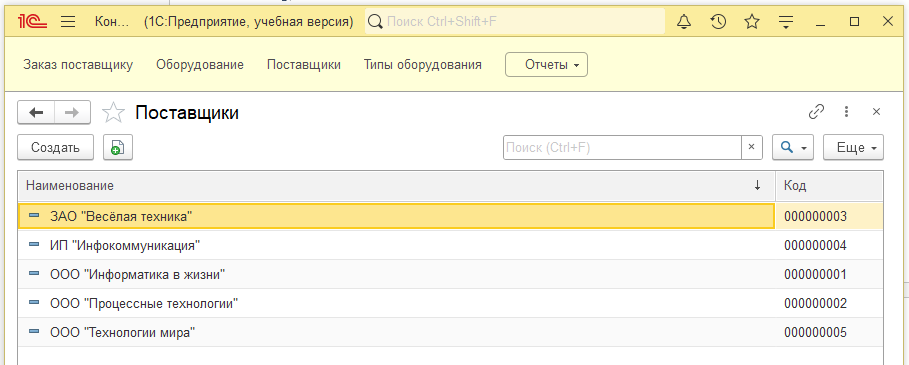 1С Кон... (1С:Предприятие, учебная версия) Поиск Ctrl+Shift+F
Заказ поставщику Оборудование Поставщики Типы оборудования Отчеты
Поставщики
Создать Поиск (Ctrl+F) × Еще
Наименование ↓ Код
ЗАО "Весёлая техника" 000000003
ИП "Инфокоммуникация" 000000004
ООО "Информатика в жизни" 000000001
ООО "Процессные технологии" 000000002
ООО "Технологии мира" 000000005